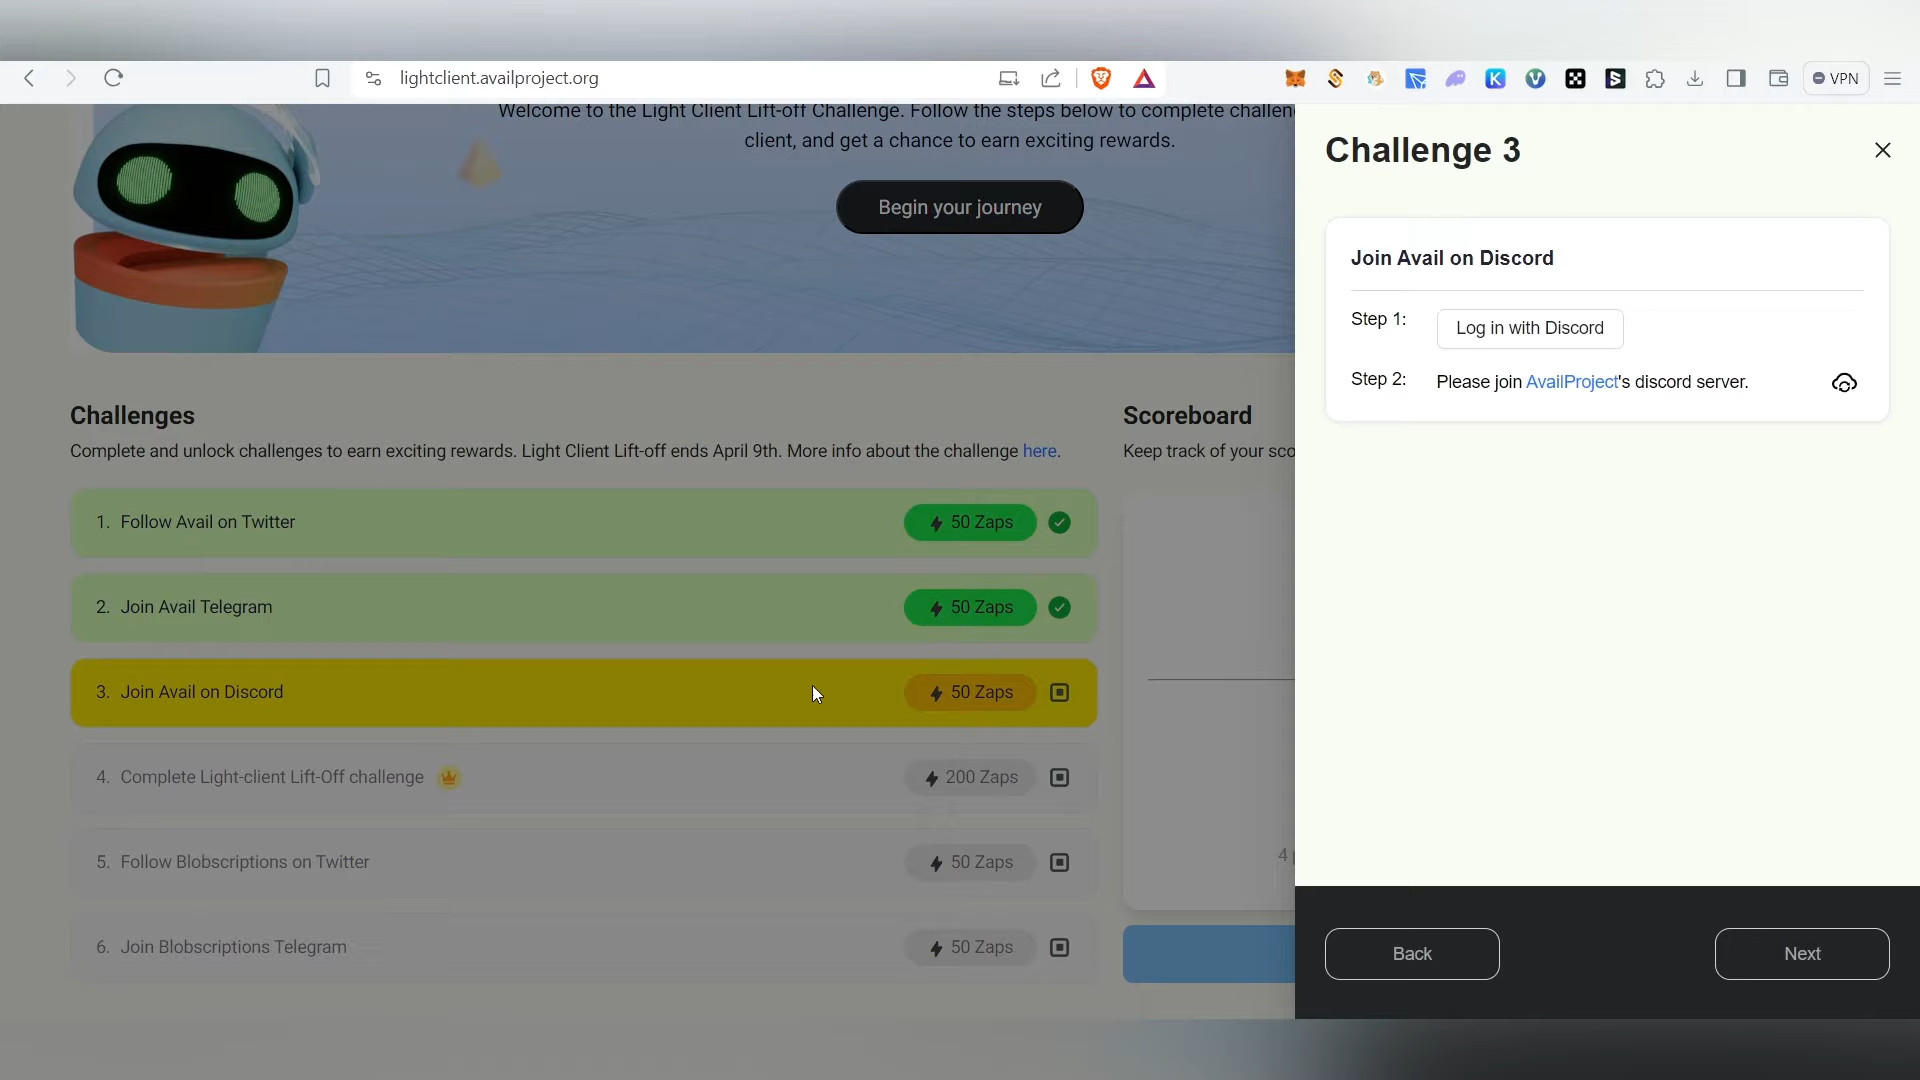 lightclient.availproject.org
VPN
Welcome to the Light Client Lift-off Challenge. Follow the steps below to complete challen
client, and get a chance to earn exciting rewards.
Begin your journey
Challenges
Complete and unlock challenges to earn exciting rewards. Light Client Lift-off ends April 9th. More info about the challenge here.
1. Follow Avail on Twitter
50 Zaps
2. Join Avail Telegram
50 Zaps
3. Join Avail on Discord
50 Zaps
4. Complete Light-client Lift-Off challenge
200 Zaps
5. Follow Blobscriptions on Twitter
50 Zaps
6. Join Blobscriptions Telegram
50 Zaps
Scoreboard
Keep track of your sco
4
Challenge 3
Join Avail on Discord
Step 1:
Log in with Discord
Step 2:
Please join AvailProject's discord server.
Back
Next